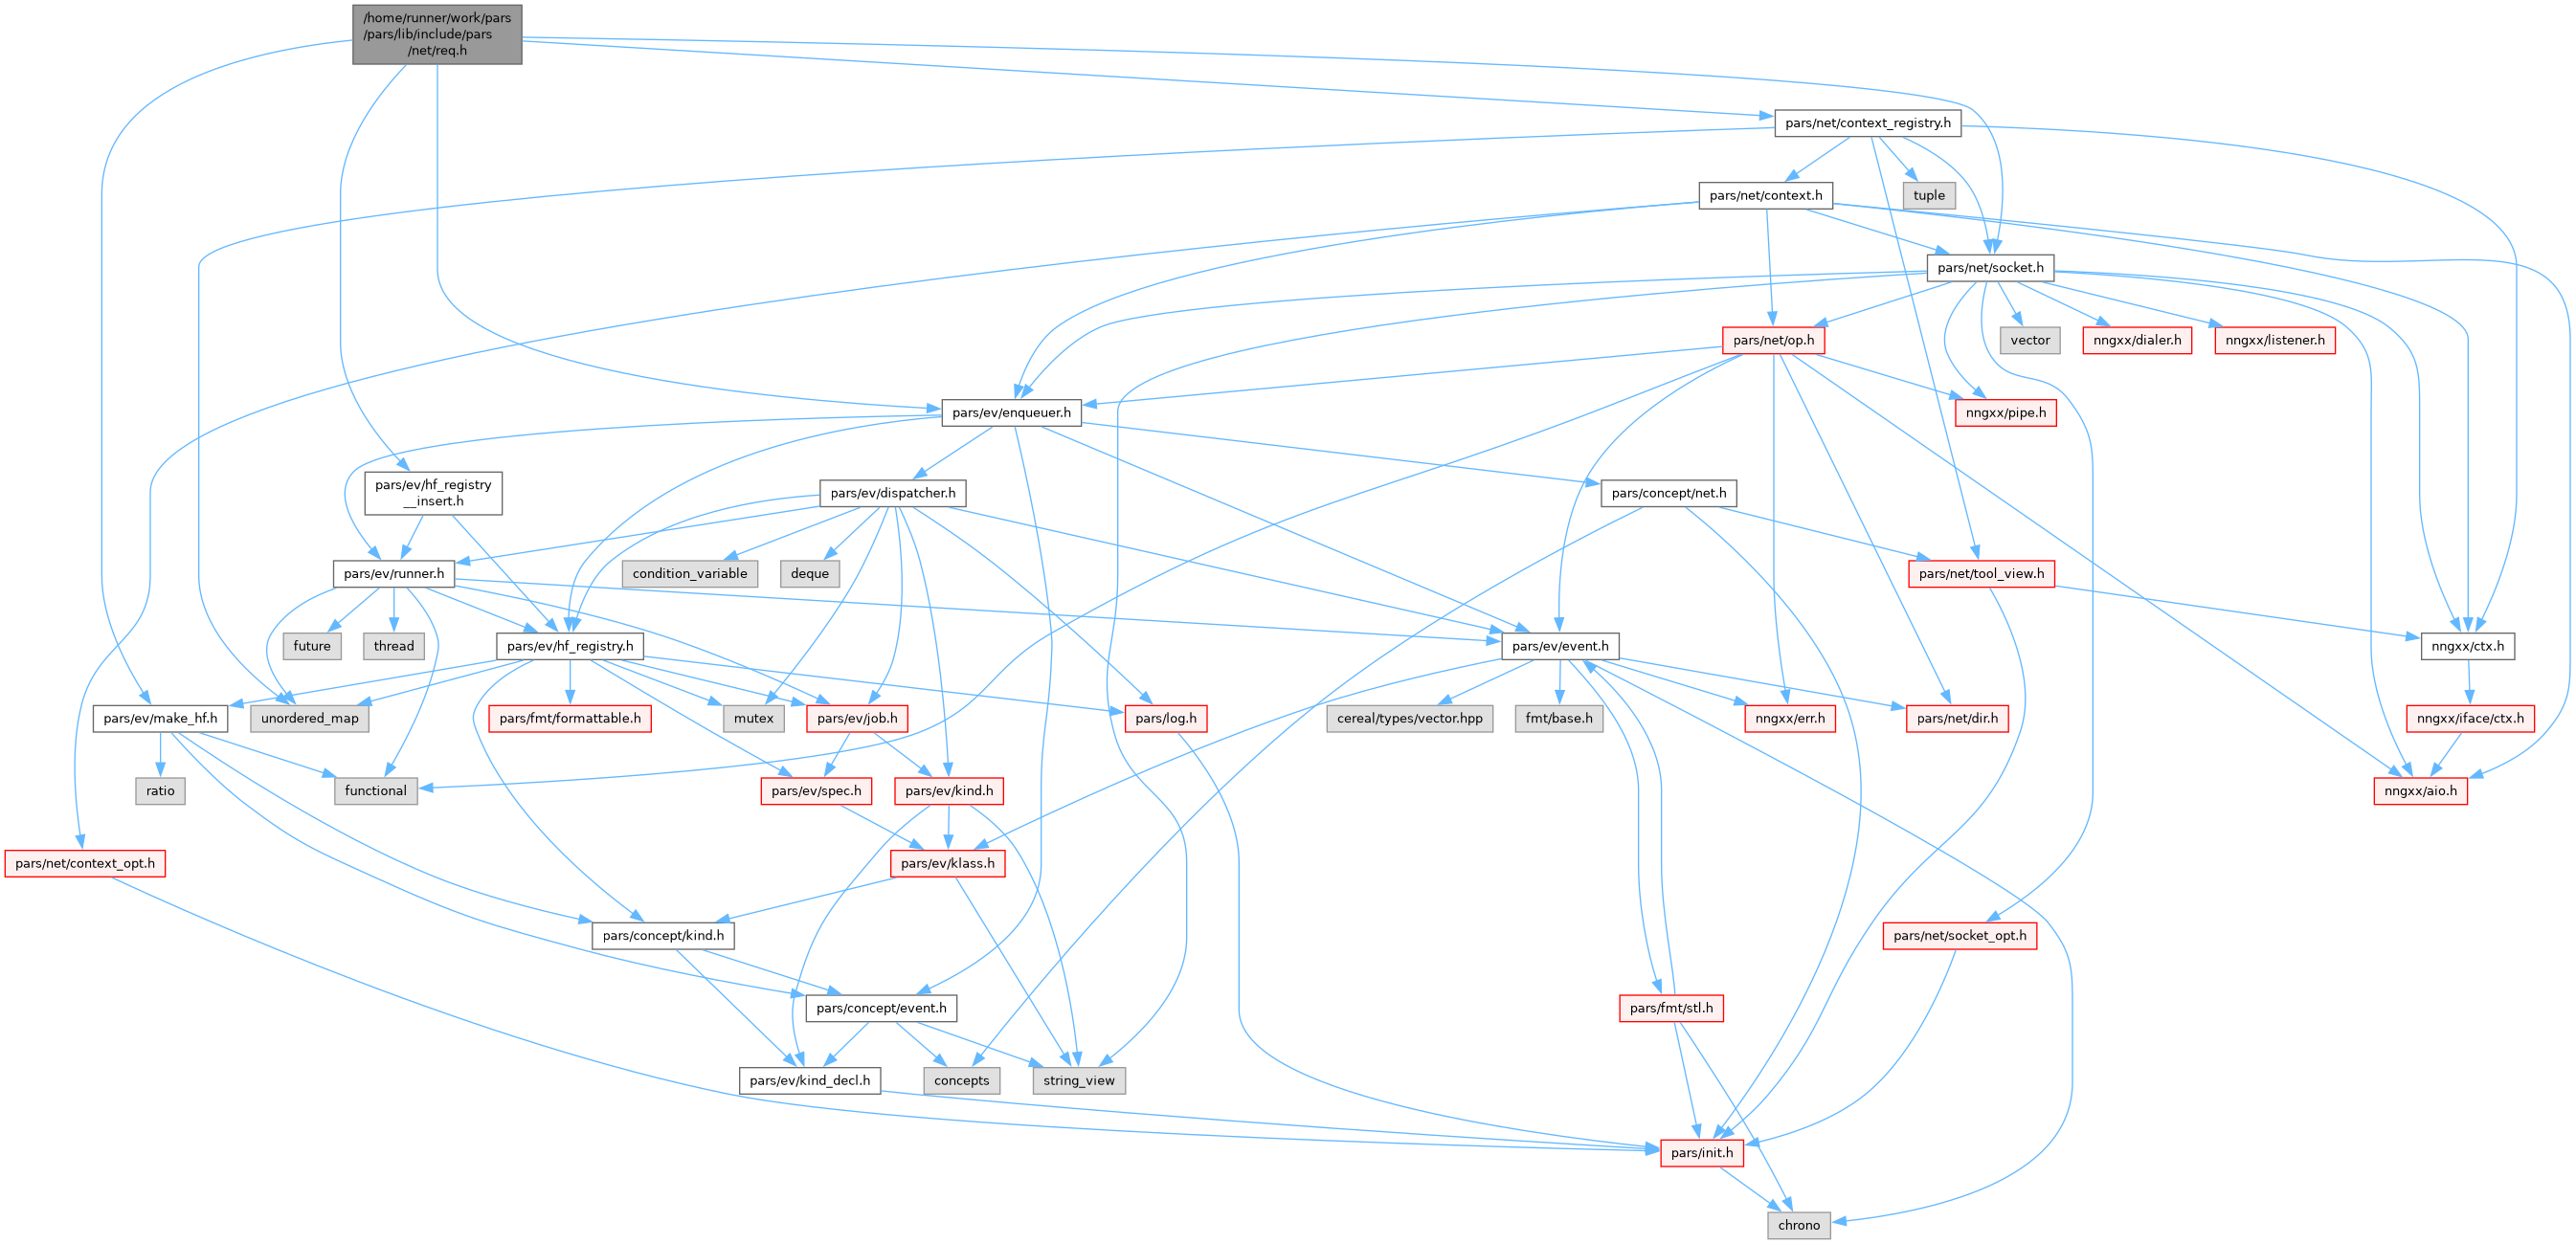 /home/runner/work/pars
/pars/lib/include/pars
/net/req.h
pars/net/context_registry.h
pars/net/context.h
tuple
pars/net/socket.h
pars/net/op.h
vector
nngxx/dialer.h
nngxx/listener.h
pars/ev/enqueuer.h
nngxx/pipe.h
pars/ev/hf_registry
__insert.h
pars/ev/dispatcher.h
pars/concept/net.h
pars/ev/runner.h
condition_variable
deque
pars/net/tool_view.h
future
thread
pars/ev/hf_registry.h
pars/ev/event.h
nngxx/ctx.h
pars/ev/make_hf.h
unordered_map
pars/fmt/formattable.h
mutex
pars/ev/job.h
pars/log.h
cereal/types/vector.hpp
fmt/base.h
nngxx/err.h
pars/net/dir.h
nngxx/iface/ctx.h
ratio
functional
pars/ev/spec.h
pars/ev/kind.h
nngxx/aio.h
pars/net/context_opt.h
pars/ev/klass.h
pars/concept/kind.h
pars/net/socket_opt.h
pars/concept/event.h
pars/fmt/stl.h
pars/ev/kind_decl.h
concepts
string_view
pars/init.h
chrono